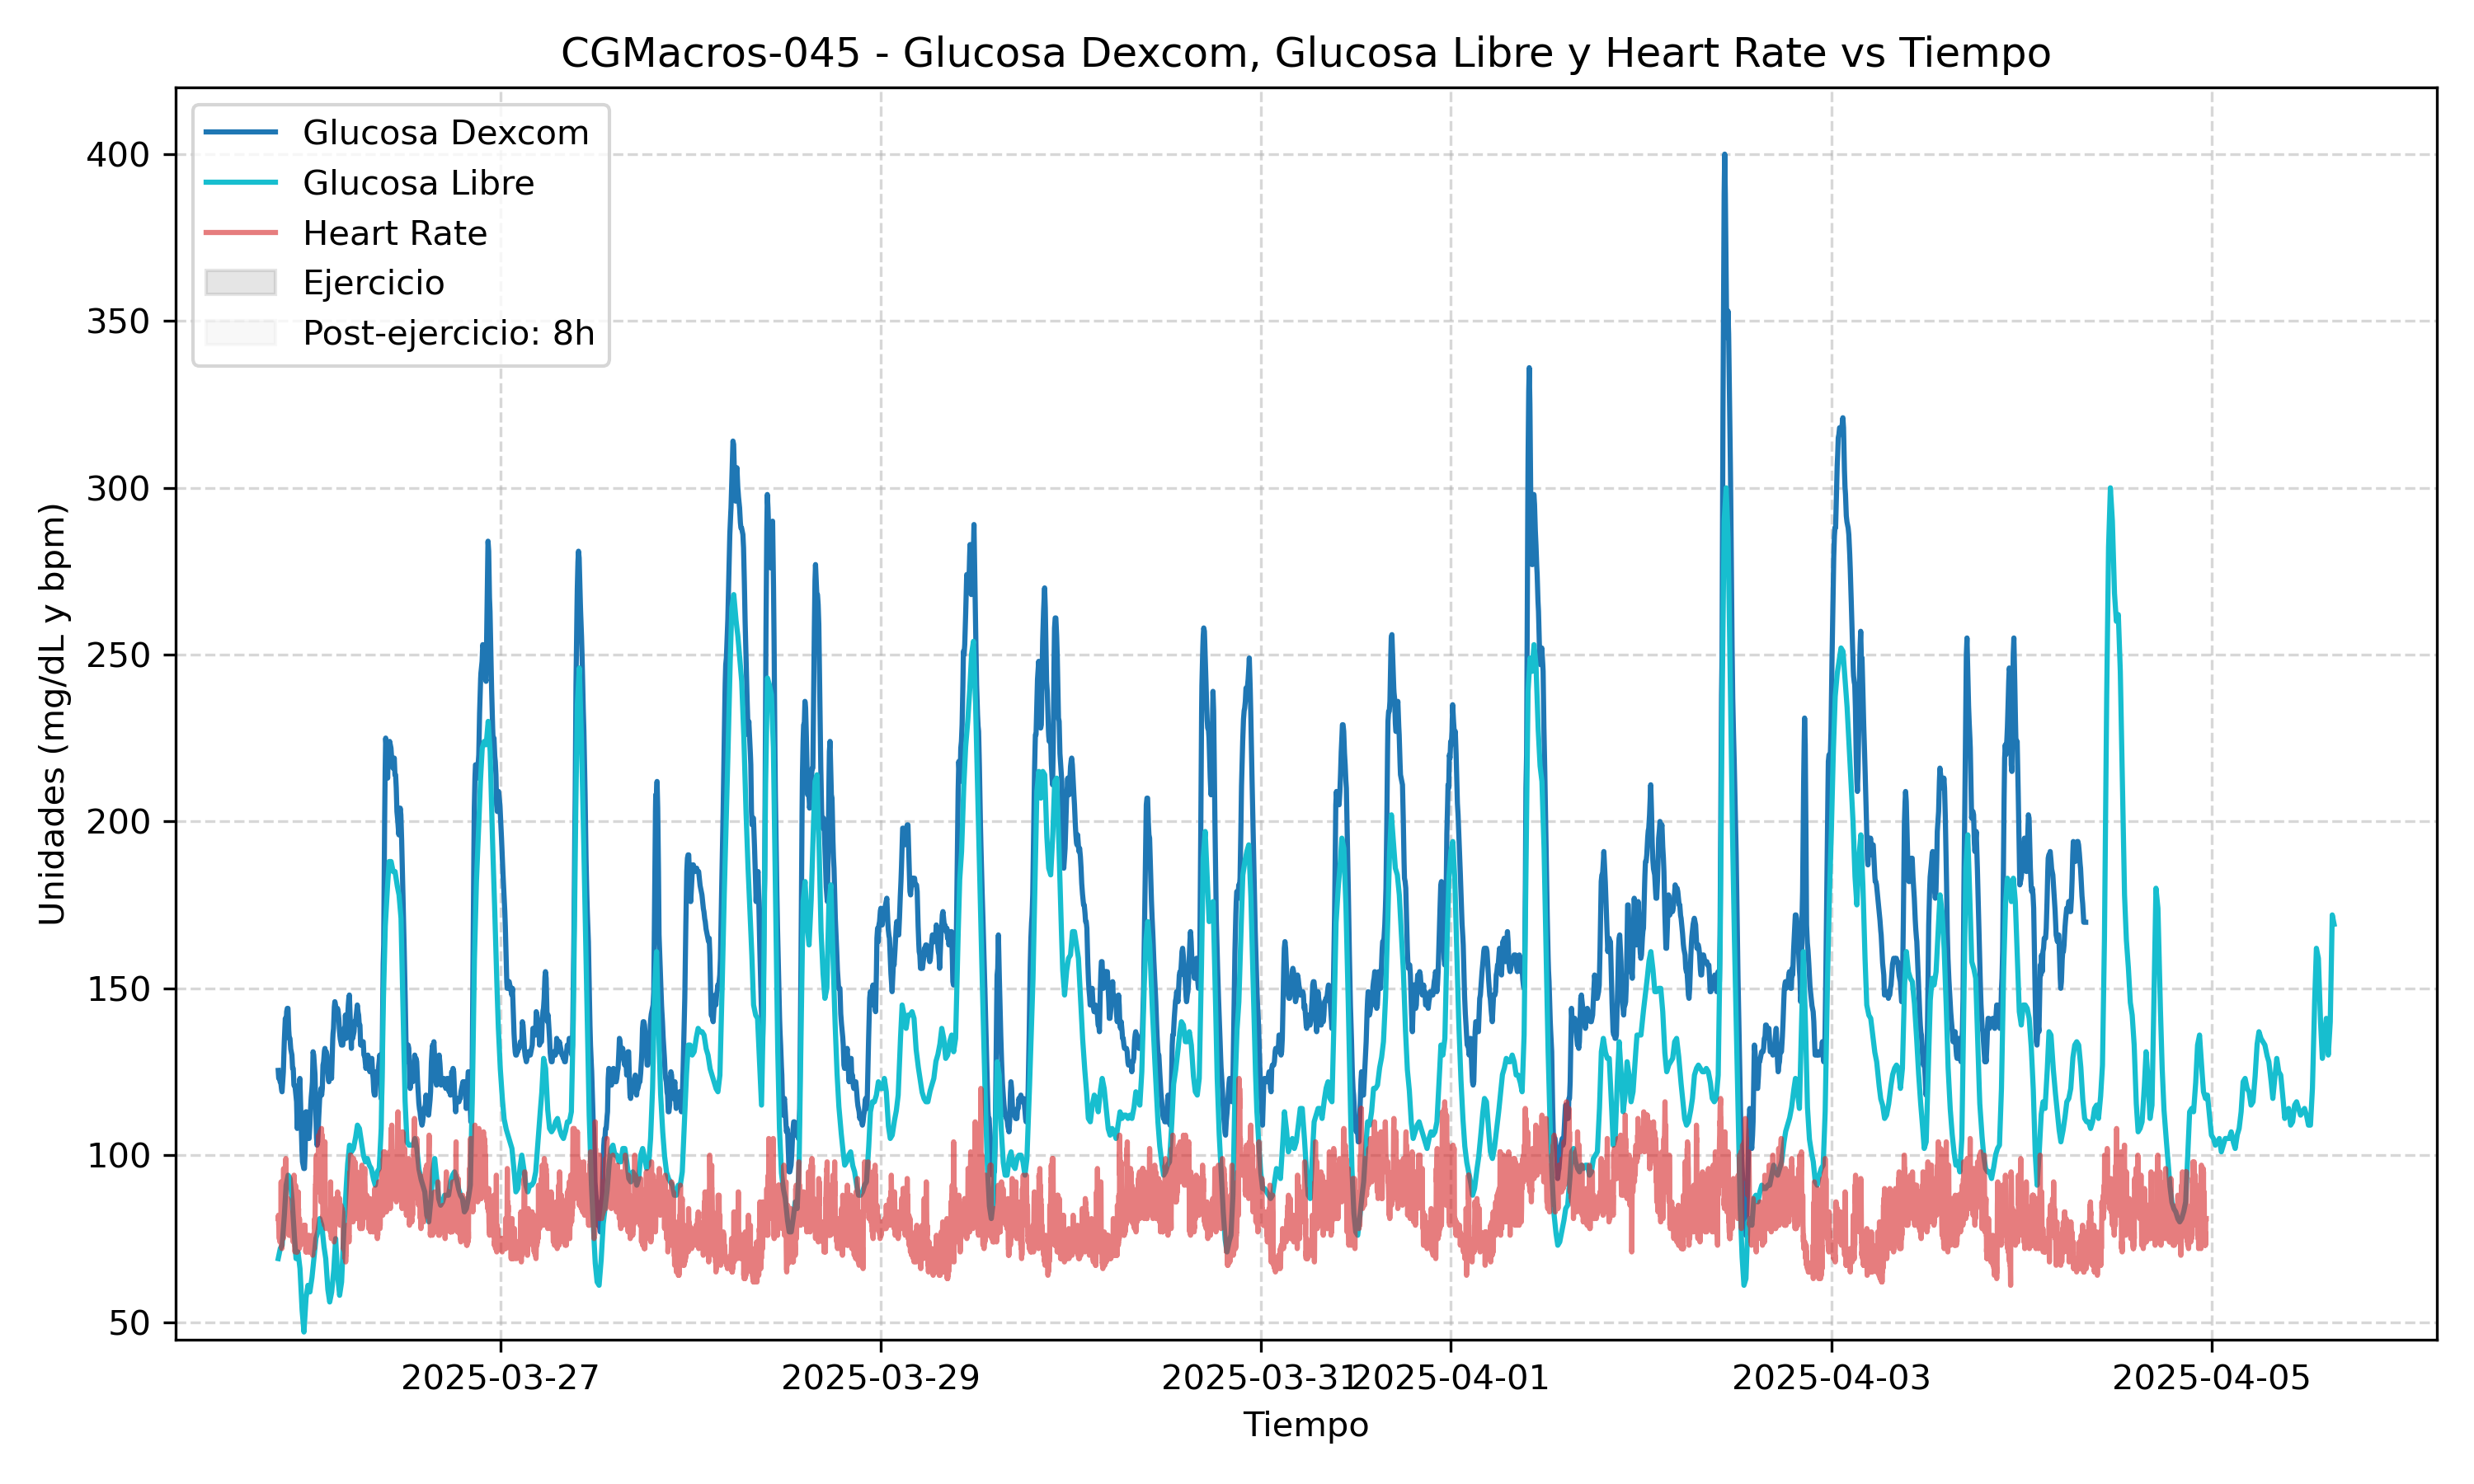 CGMacros-045 - Glucosa Dexcom, Glucosa Libre y Heart Rate vs Tiempo
Glucosa Dexcom
Glucosa Libre
Heart Rate
Ejercicio
Post-ejercicio: 8h
Unidades (mg/dL y bpm)
400
350
300
250
200
150
100
50
2025-03-27 2025-03-29 2025-03-31 2025-04-01 2025-04-03 2025-04-05
Tiempo